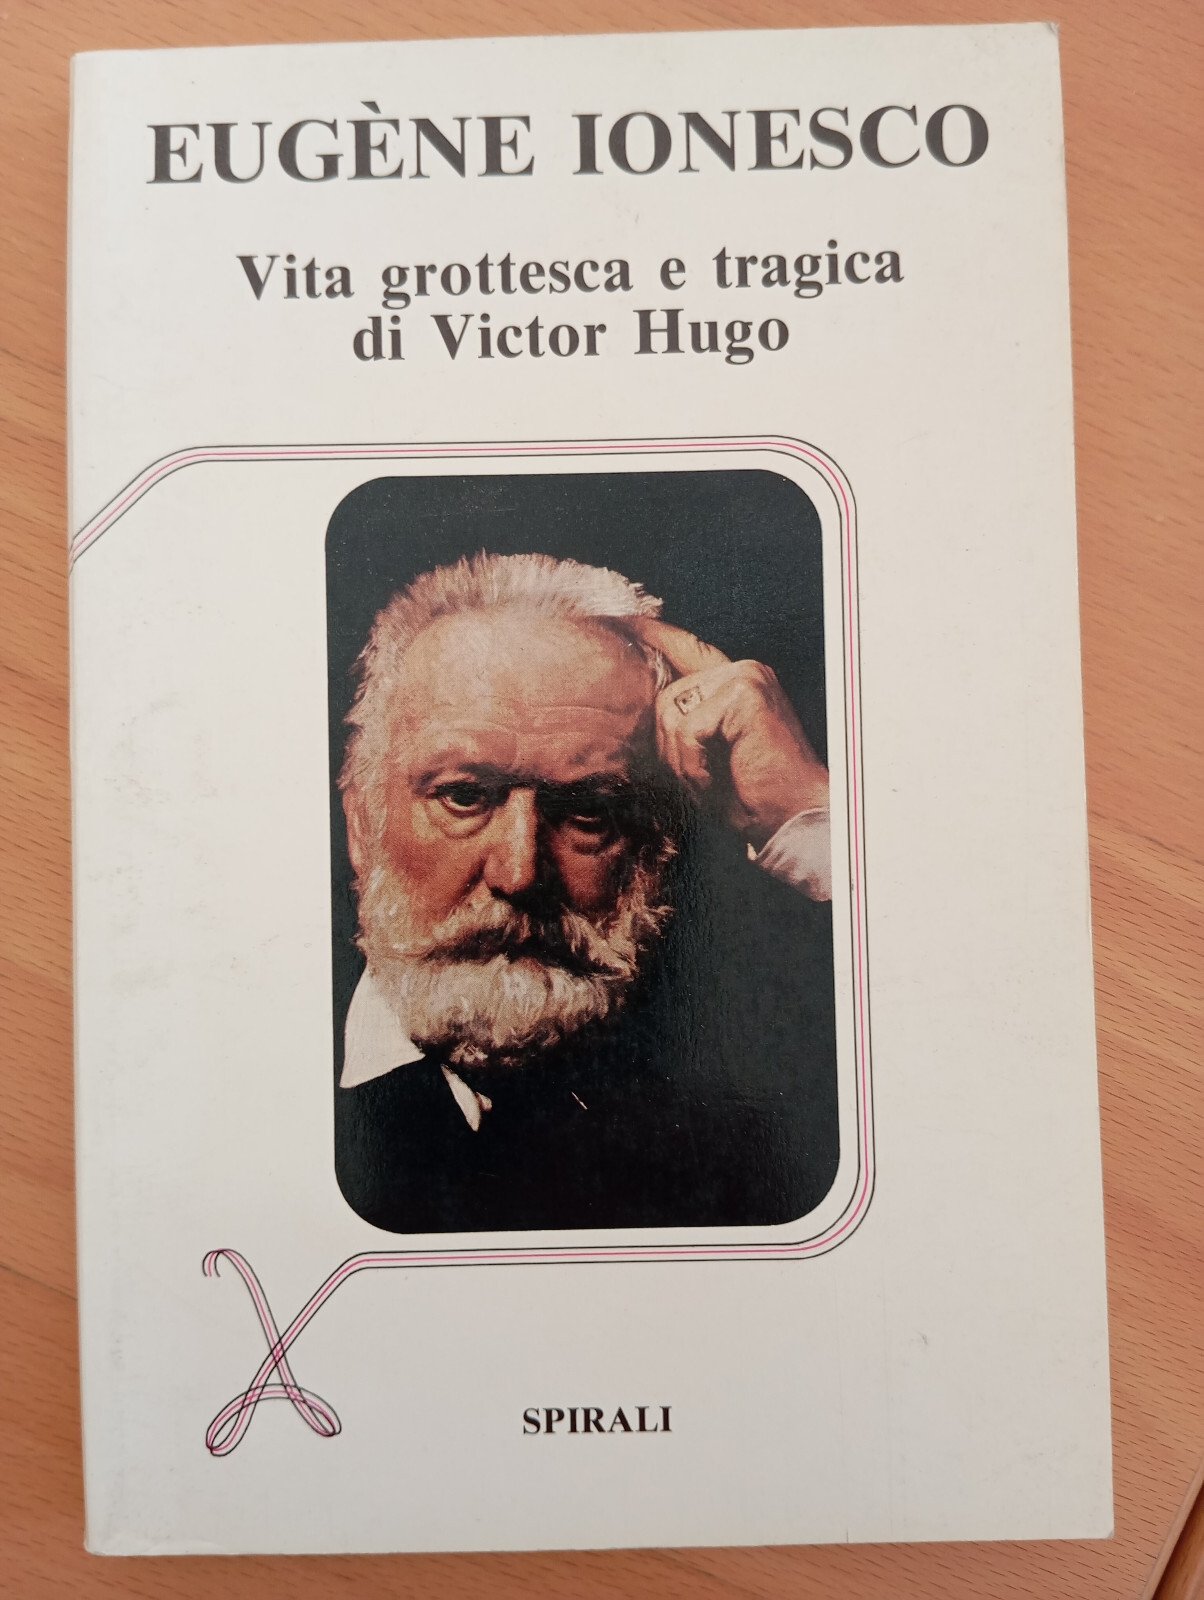 EUGÈNE IONESCO
Vita grottesca e tragica
di Victor Hugo
SPIRALI